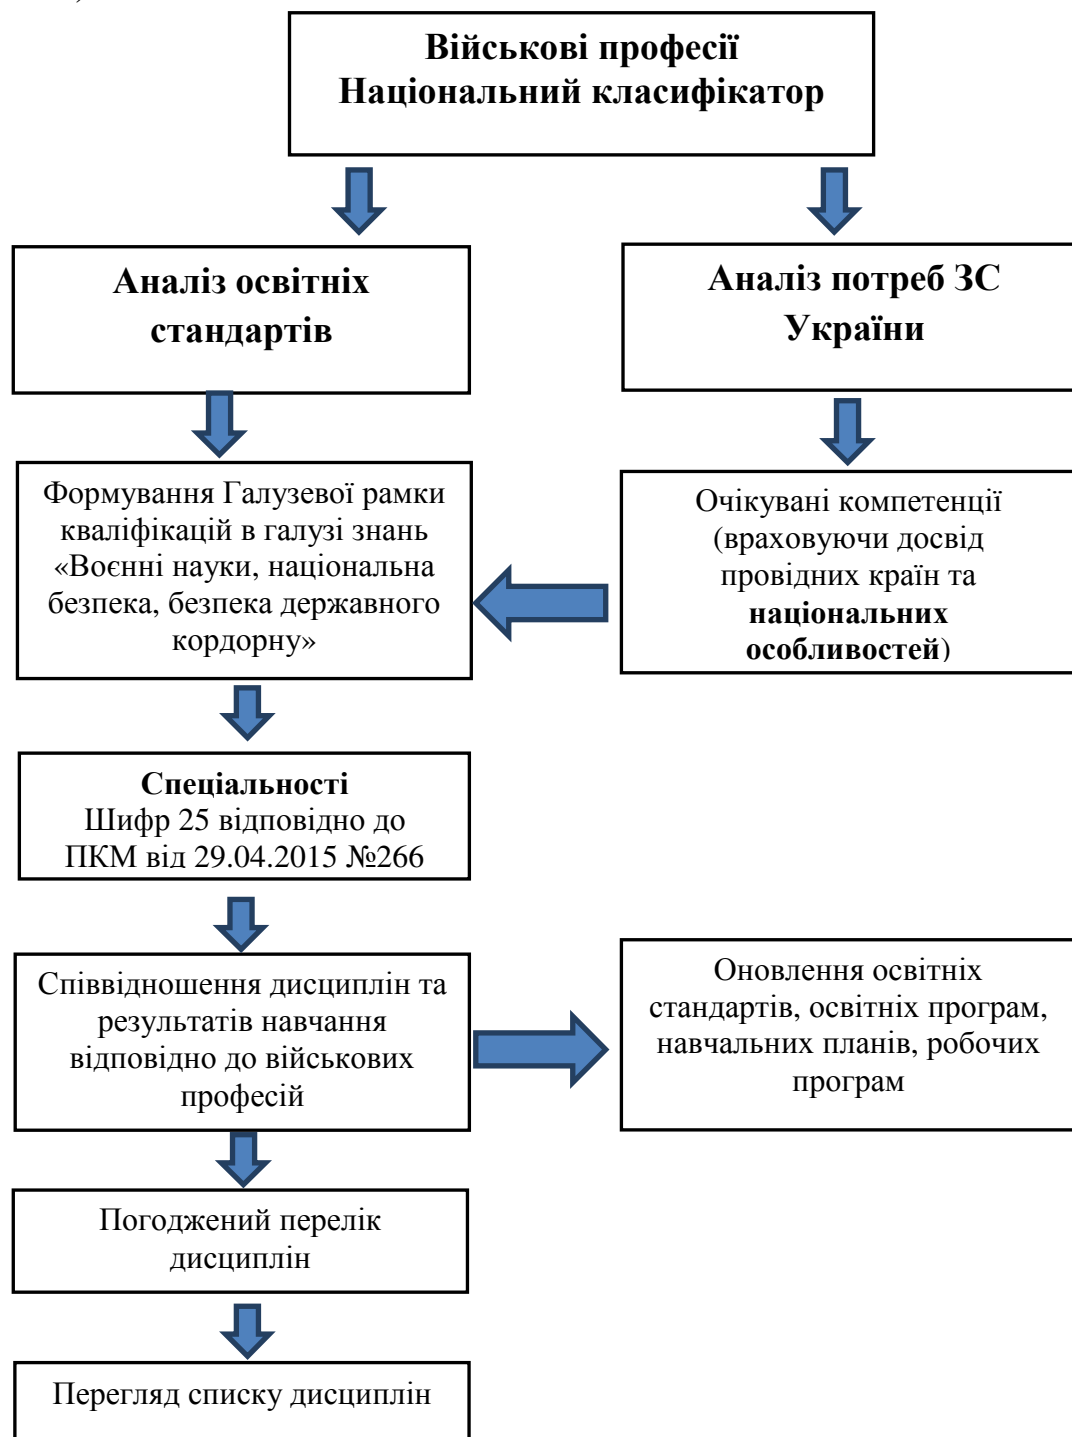 Військові професії
Національний класифікатор
Аналіз освітніх
стандартів
Аналіз потреб ЗС
України
Формування Галузевої рамки
кваліфікацій в галузі знань
«Воєнні науки, національна
безпека, безпека державного
кордорну»
Очікувані компетенції
(враховуючи досвід
провідних країн та
національних
особливостей)
Спеціальності
Шифр 25 відповідно до
ПКМ від 29.04.2015 №266
Співвідношення дисциплін та
результатів навчання
відповідно до військових
професій
Оновлення освітніх
стандартів, освітніх програм,
навчальних планів, робочих
програм
Погоджений перелік
дисциплін
Перегляд списку дисциплін